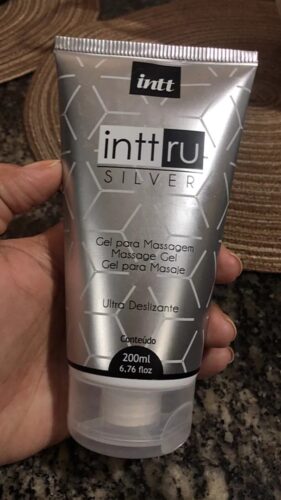 intt
inttru
SILVER
Gel para Massagem
Massage Gel
Gel para Masaje
Ultra Deslizante
Conteúdo
200ml
6,76 floz